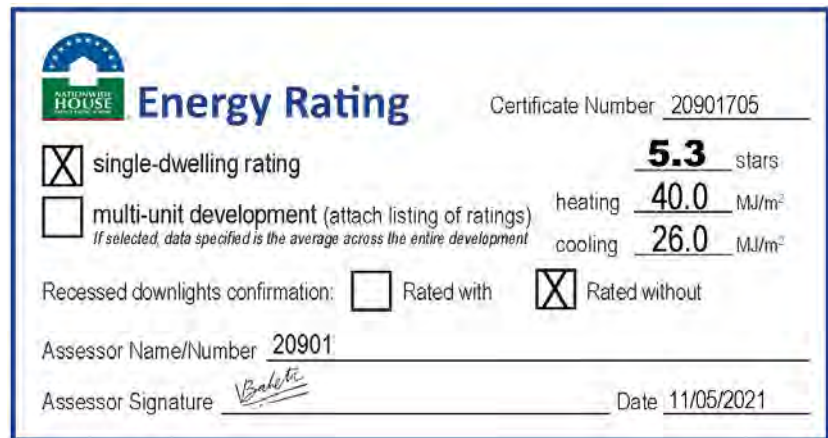 NATIONWIDE
HOUSE
Energy Rating
Certificate Number 20901705
X single-dwelling rating
5.3 stars
multi-unit development (attach listing of ratings)
If selected, data specified is the average across the entire development
heating 40.0 MJ/m²
cooling 26.0 MJ/m²
Recessed downlights confirmation: Rated with X Rated without
Assessor Name/Number 20901
Assessor Signature
Date 11/05/2021